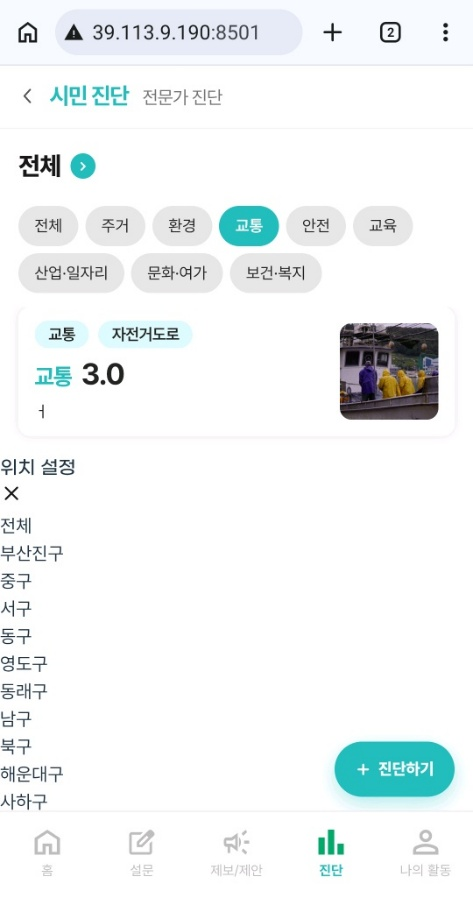 39.113.9.190:8501
2
시민 진단 전문가 진단
전체
전체 주거 환경 교통 안전 교육
산업·일자리 문화·여가 보건·복지
교통 자전거도로
교통 3.0
ㅓ
위치 설정
전체
부산진구
중구
서구
동구
영도구
동래구
남구
북구
해운대구
사하구
+ 진단하기
홈 설문 제보/제안 진단 나의 활동